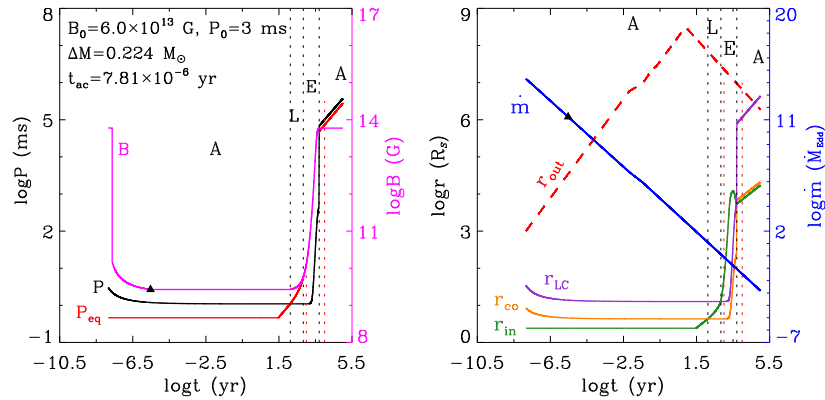 B₀=6.0×10¹³ G, P₀=3 ms
ΔM=0.224 M⊙
t_ac=7.81×10⁻⁶ yr
L
E
A
A
B
P
P_eq
5
2
−1
logP (ms)
17
14
11
8
logB (G)
−10.5 −6.5 −2.5 1.5 5.5
logt (yr)
A
L
E
A
ṁ
r_out
r_LC
r_co
r_in
9
6
3
0
logr (R_s)
20
11
2
−7
logṁ (Ṁ_Edd)
−10.5 −6.5 −2.5 1.5 5.5
logt (yr)